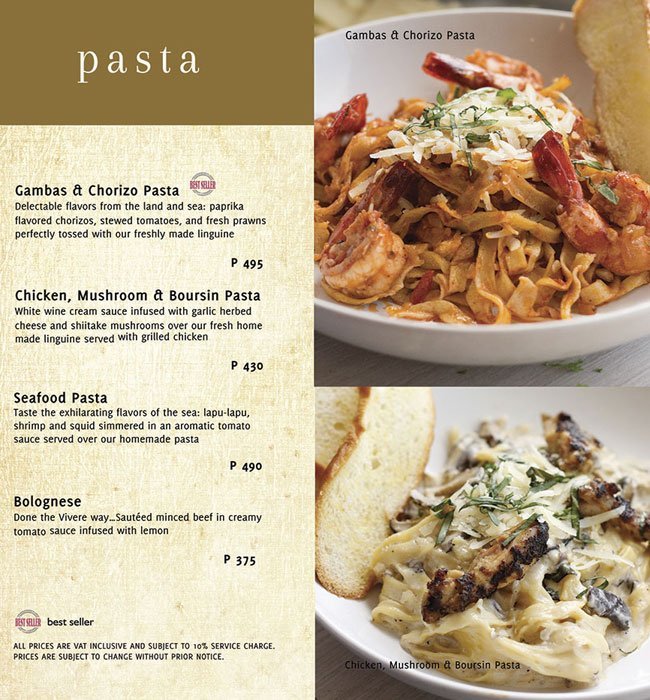 pasta
Gambas & Chorizo Pasta BEST SELLER
Delectable flavors from the land and sea: paprika
flavored chorizos, stewed tomatoes, and fresh prawns
perfectly tossed with our freshly made linguine
P 495
Chicken, Mushroom & Boursin Pasta
White wine cream sauce infused with garlic herbed
cheese and shiitake mushrooms over our fresh home
made linguine served with grilled chicken
P 430
Seafood Pasta
Taste the exhilarating flavors of the sea: lapu-lapu,
shrimp and squid simmered in an aromatic tomato
sauce served over our homemade pasta
P 490
Bolognese
Done the Vivere way...Sautéed minced beef in creamy
tomato sauce infused with lemon
P 375
BEST SELLER best seller
ALL PRICES ARE VAT INCLUSIVE AND SUBJECT TO 10% SERVICE CHARGE.
PRICES ARE SUBJECT TO CHANGE WITHOUT PRIOR NOTICE.
Gambas & Chorizo Pasta
Chicken, Mushroom & Boursin Pasta